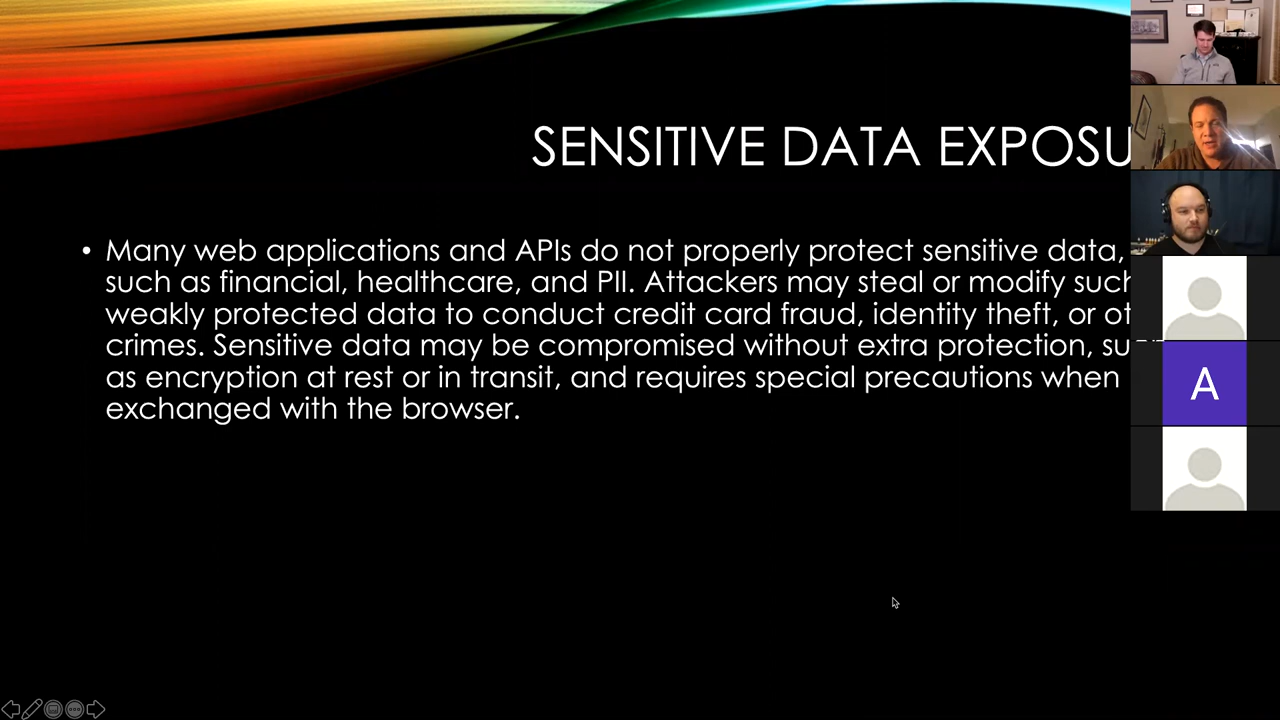 SENSITIVE DATA EXPOSU
• Many web applications and APIs do not properly protect sensitive data,
such as financial, healthcare, and PII. Attackers may steal or modify such
weakly protected data to conduct credit card fraud, identity theft, or ot
crimes. Sensitive data may be compromised without extra protection, such
as encryption at rest or in transit, and requires special precautions when
exchanged with the browser.
A